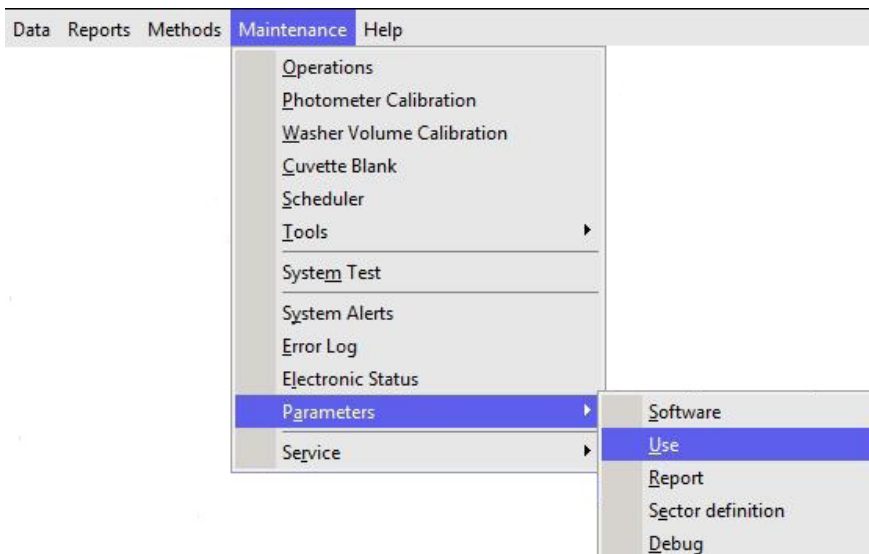 Data Reports Methods Maintenance Help
Operations
Photometer Calibration
Washer Volume Calibration
Cuvette Blank
Scheduler
Tools
System Test
System Alerts
Error Log
Electronic Status
Parameters
Service
Software
Use
Report
Sector definition
Debug